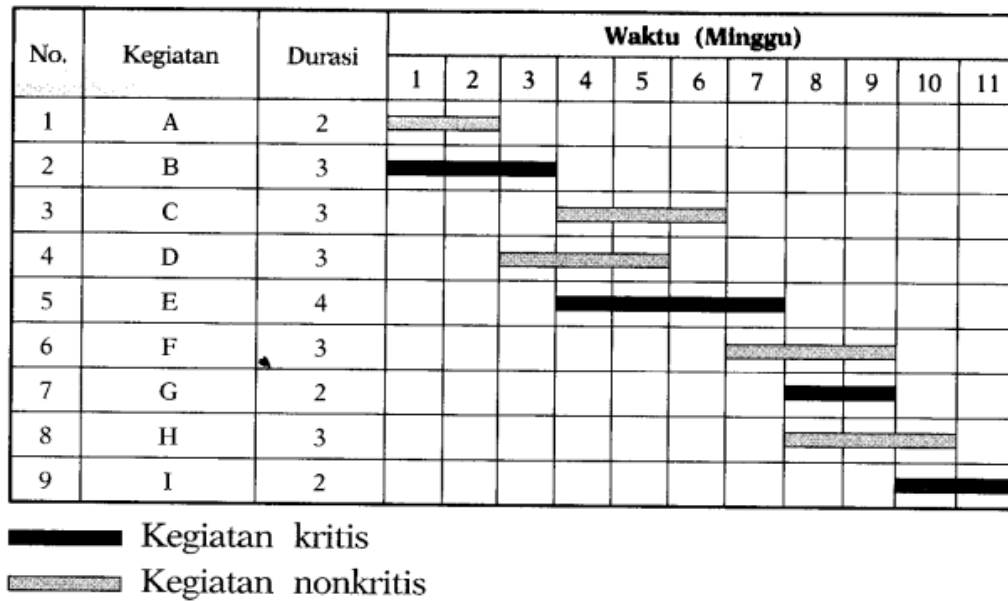 No. Kegiatan Durasi Waktu (Minggu)
1 2 3 4 5 6 7 8 9 10 11
1 A 2
2 B 3
3 C 3
4 D 3
5 E 4
6 F 3
7 G 2
8 H 3
9 I 2
Kegiatan kritis
Kegiatan nonkritis